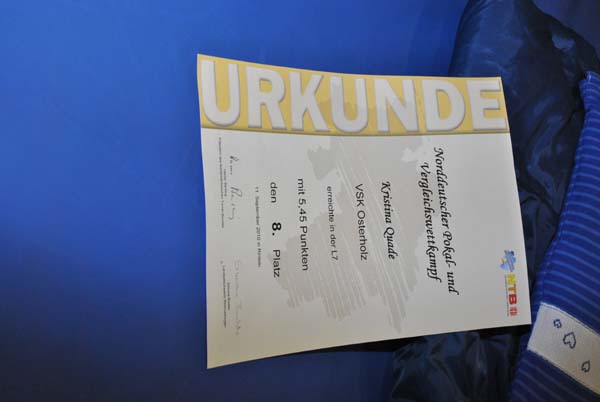 URKUNDE
Norddeutscher Pokal- und
Vergleichswettkampf
NTB
Kristina Quade
VSK Osterholz
erreichte in der L7
mit 5,45 Punkten
den 8. Platz